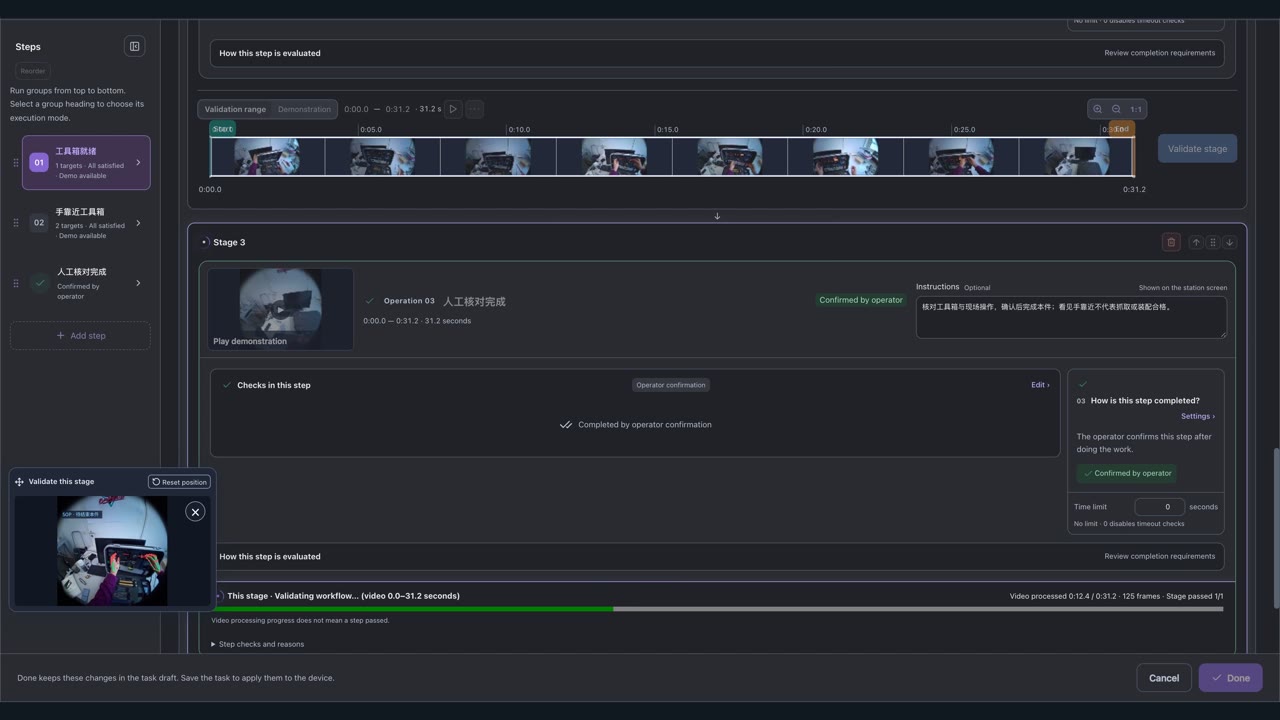 Steps
Reorder
Run groups from top to bottom.
Select a group heading to choose its
execution mode.
01
工具箱就绪
1 targets · All satisfied
· Demo available
02
手靠近工具箱
2 targets · All satisfied
· Demo available
人工核对完成
Confirmed by
operator
Add step
No limit · 0 disables timeout checks
How this step is evaluated
Review completion requirements
Validation range
Demonstration
0:00.0 — 0:31.2 · 31.2 s
1:1
Start
0:05.0
0:10.0
0:15.0
0:20.0
0:25.0
End
Validate stage
0:00.0
0:31.2
Stage 3
Play demonstration
Operation 03 人工核对完成
0:00.0 — 0:31.2 · 31.2 seconds
Confirmed by operator
Instructions Optional
Shown on the station screen
核对工具箱与现场操作，确认后完成本件；看见手靠近不代表抓取或装配合格。
Checks in this step
Operator confirmation
Edit ›
Completed by operator confirmation
03 How is this step completed?
Settings ›
The operator confirms this step after
doing the work.
Confirmed by operator
Time limit 0 seconds
No limit · 0 disables timeout checks
How this step is evaluated
Review completion requirements
Validate this stage
Reset position
This stage · Validating workflow... (video 0.0–31.2 seconds)
Video processed 0:12.4 / 0:31.2 · 125 frames · Stage passed 1/1
Video processing progress does not mean a step passed.
Step checks and reasons
Done keeps these changes in the task draft. Save the task to apply them to the device.
Cancel
Done